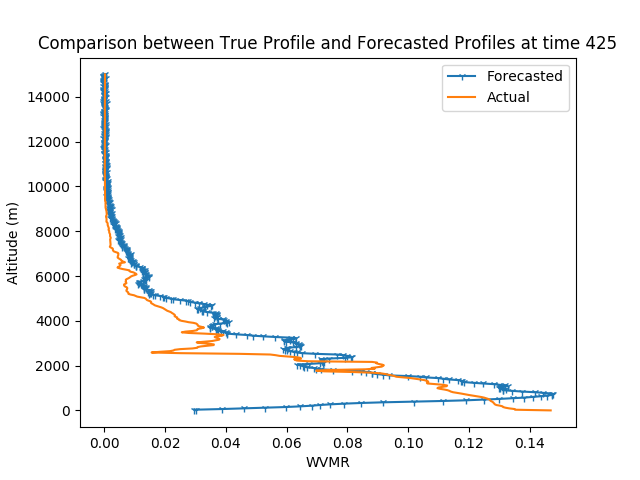 Comparison between True Profile and Forecasted Profiles at time 425
Forecasted
Actual
14000
12000
10000
8000
6000
4000
2000
0
Altitude (m)
0.00 0.02 0.04 0.06 0.08 0.10 0.12 0.14
WVMR